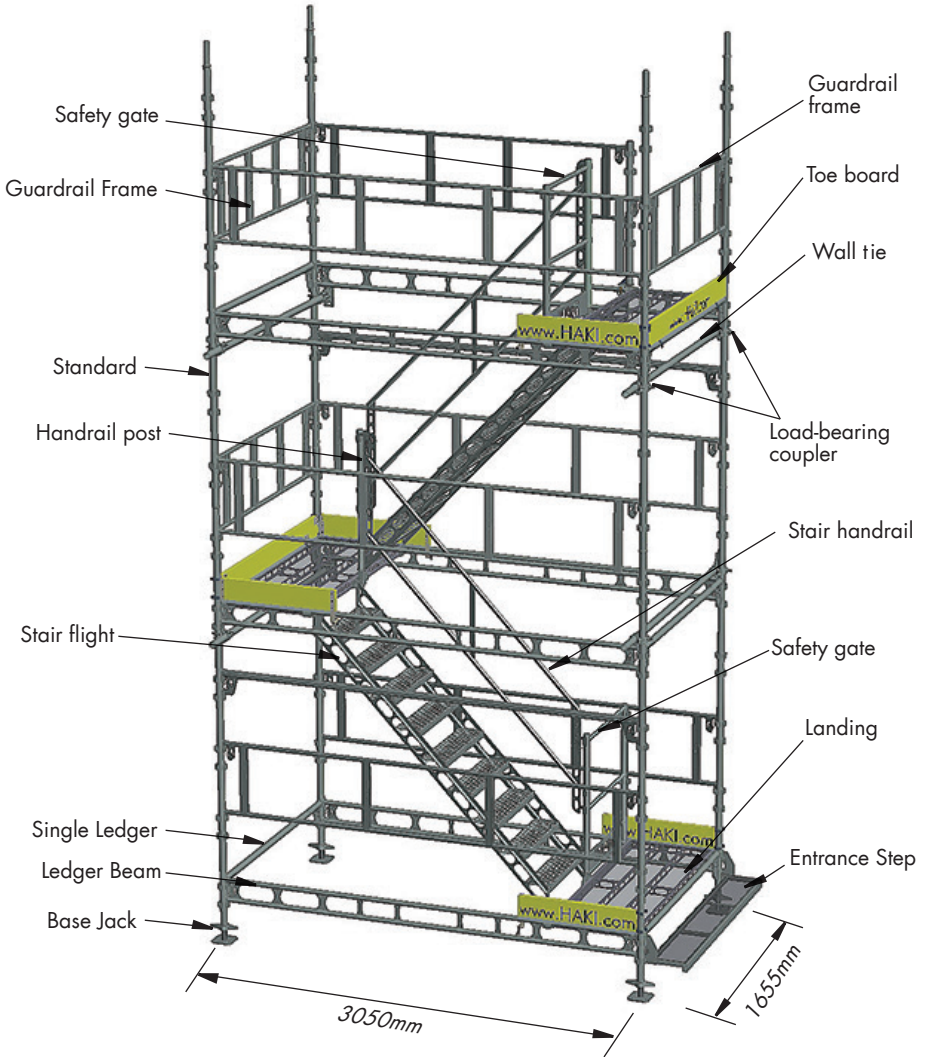 Safety gate
Guardrail
frame
Guardrail Frame
Toe board
Wall tie
www.HAKI.com
Standard
Handrail post
Load-bearing
coupler
Stair handrail
Stair flight
Safety gate
Landing
Single Ledger
www.HAKI.com
Entrance Step
Ledger Beam
www.HAKI.com
Base Jack
1655mm
3050mm